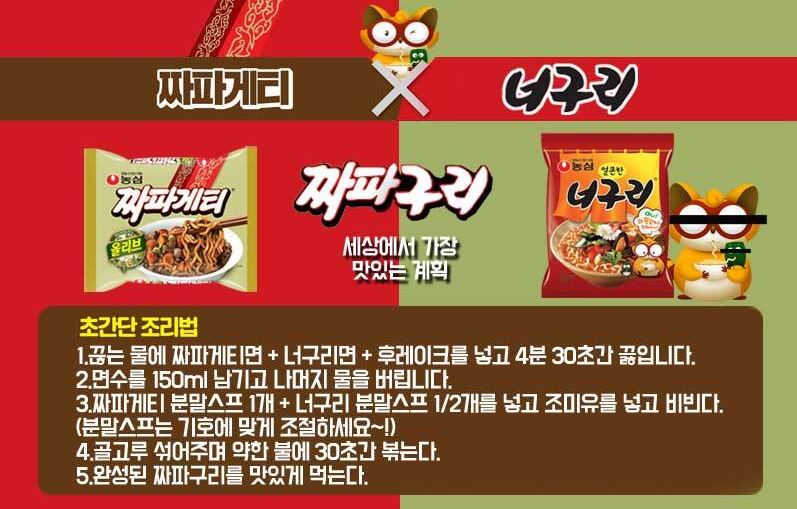 짜파게티
너구리
농심
짜파게티
올리브
짜파구리
세상에서 가장
맛있는 계획
농심
얼큰한
너구리
초간단 조리법
1.끊는 물에 짜파게티면 + 너구리면 + 후레이크를 넣고 4분 30초간 끓입니다.
2.면수를 150ml 남기고 나머지 물을 버립니다.
3.짜파게티 분말스프 1개 + 너구리 분말스프 1/2개를 넣고 조미유를 넣고 비빈다.
(분말스프는 기호에 맞게 조절하세요~!)
4.골고루 섞어주며 약한 불에 30초간 볶는다.
5.완성된 짜파구리를 맛있게 먹는다.